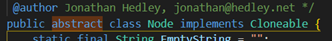 @author Jonathan Hedley, jonathan@hedley.net */
public abstract class Node implements Cloneable {
static final String EmptyString = "";